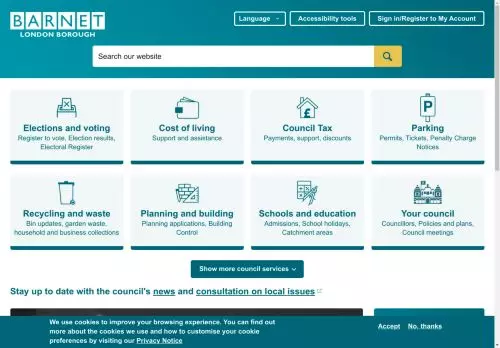 BARNET
LONDON BOROUGH
Language
Accessibility tools
Sign in/Register to My Account
Search our website
Elections and voting
Register to vote, Election results,
Electoral Register
Cost of living
Support and assistance
£
Council Tax
Payments, support, discounts
P
Parking
Permits, Tickets, Penalty Charge
Notices
Recycling and waste
Bin updates, garden waste,
household and business collections
Planning and building
Planning applications, Building
Control
Schools and education
Admissions, School holidays,
Catchment areas
Your council
Councillors, Policies and plans,
Council meetings
Show more council services
Stay up to date with the council's news and consultation on local issues
We use cookies to improve your browsing experience. You can find out
more about the cookies we use and how to customise your cookie
preferences by visiting our Privacy Notice
Accept
No, thanks